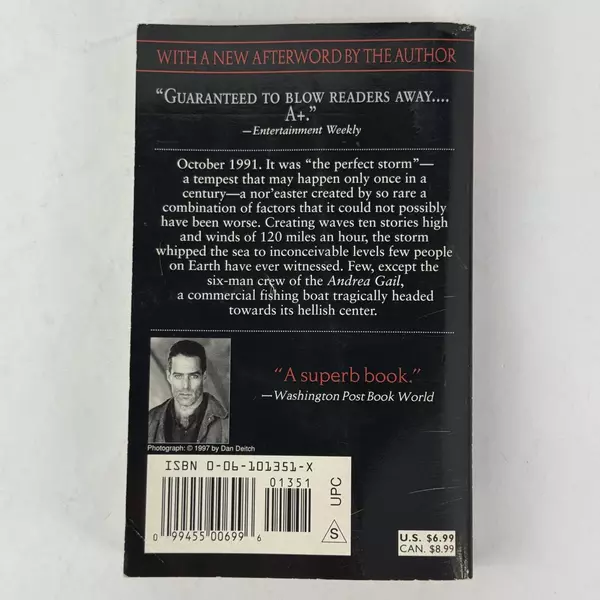 WITH A NEW AFTERWORD BY THE AUTHOR
“GUARANTEED TO BLOW READERS AWAY....
A+.”
—Entertainment Weekly
October 1991. It was “the perfect storm”—
a tempest that may happen only once in a
century—a nor’easter created by so rare a
combination of factors that it could not possibly
have been worse. Creating waves ten stories high
and winds of 120 miles an hour, the storm
whipped the sea to inconceivable levels few people
on Earth have ever witnessed. Few, except the
six-man crew of the Andrea Gail,
a commercial fishing boat tragically headed
towards its hellish center.
“A superb book.”
—Washington Post Book World
Photograph: © 1997 by Dan Deitch
ISBN 0-06-101351-X
01351
UPC
S
0 99455 00699 6
U.S. $6.99
CAN. $8.99